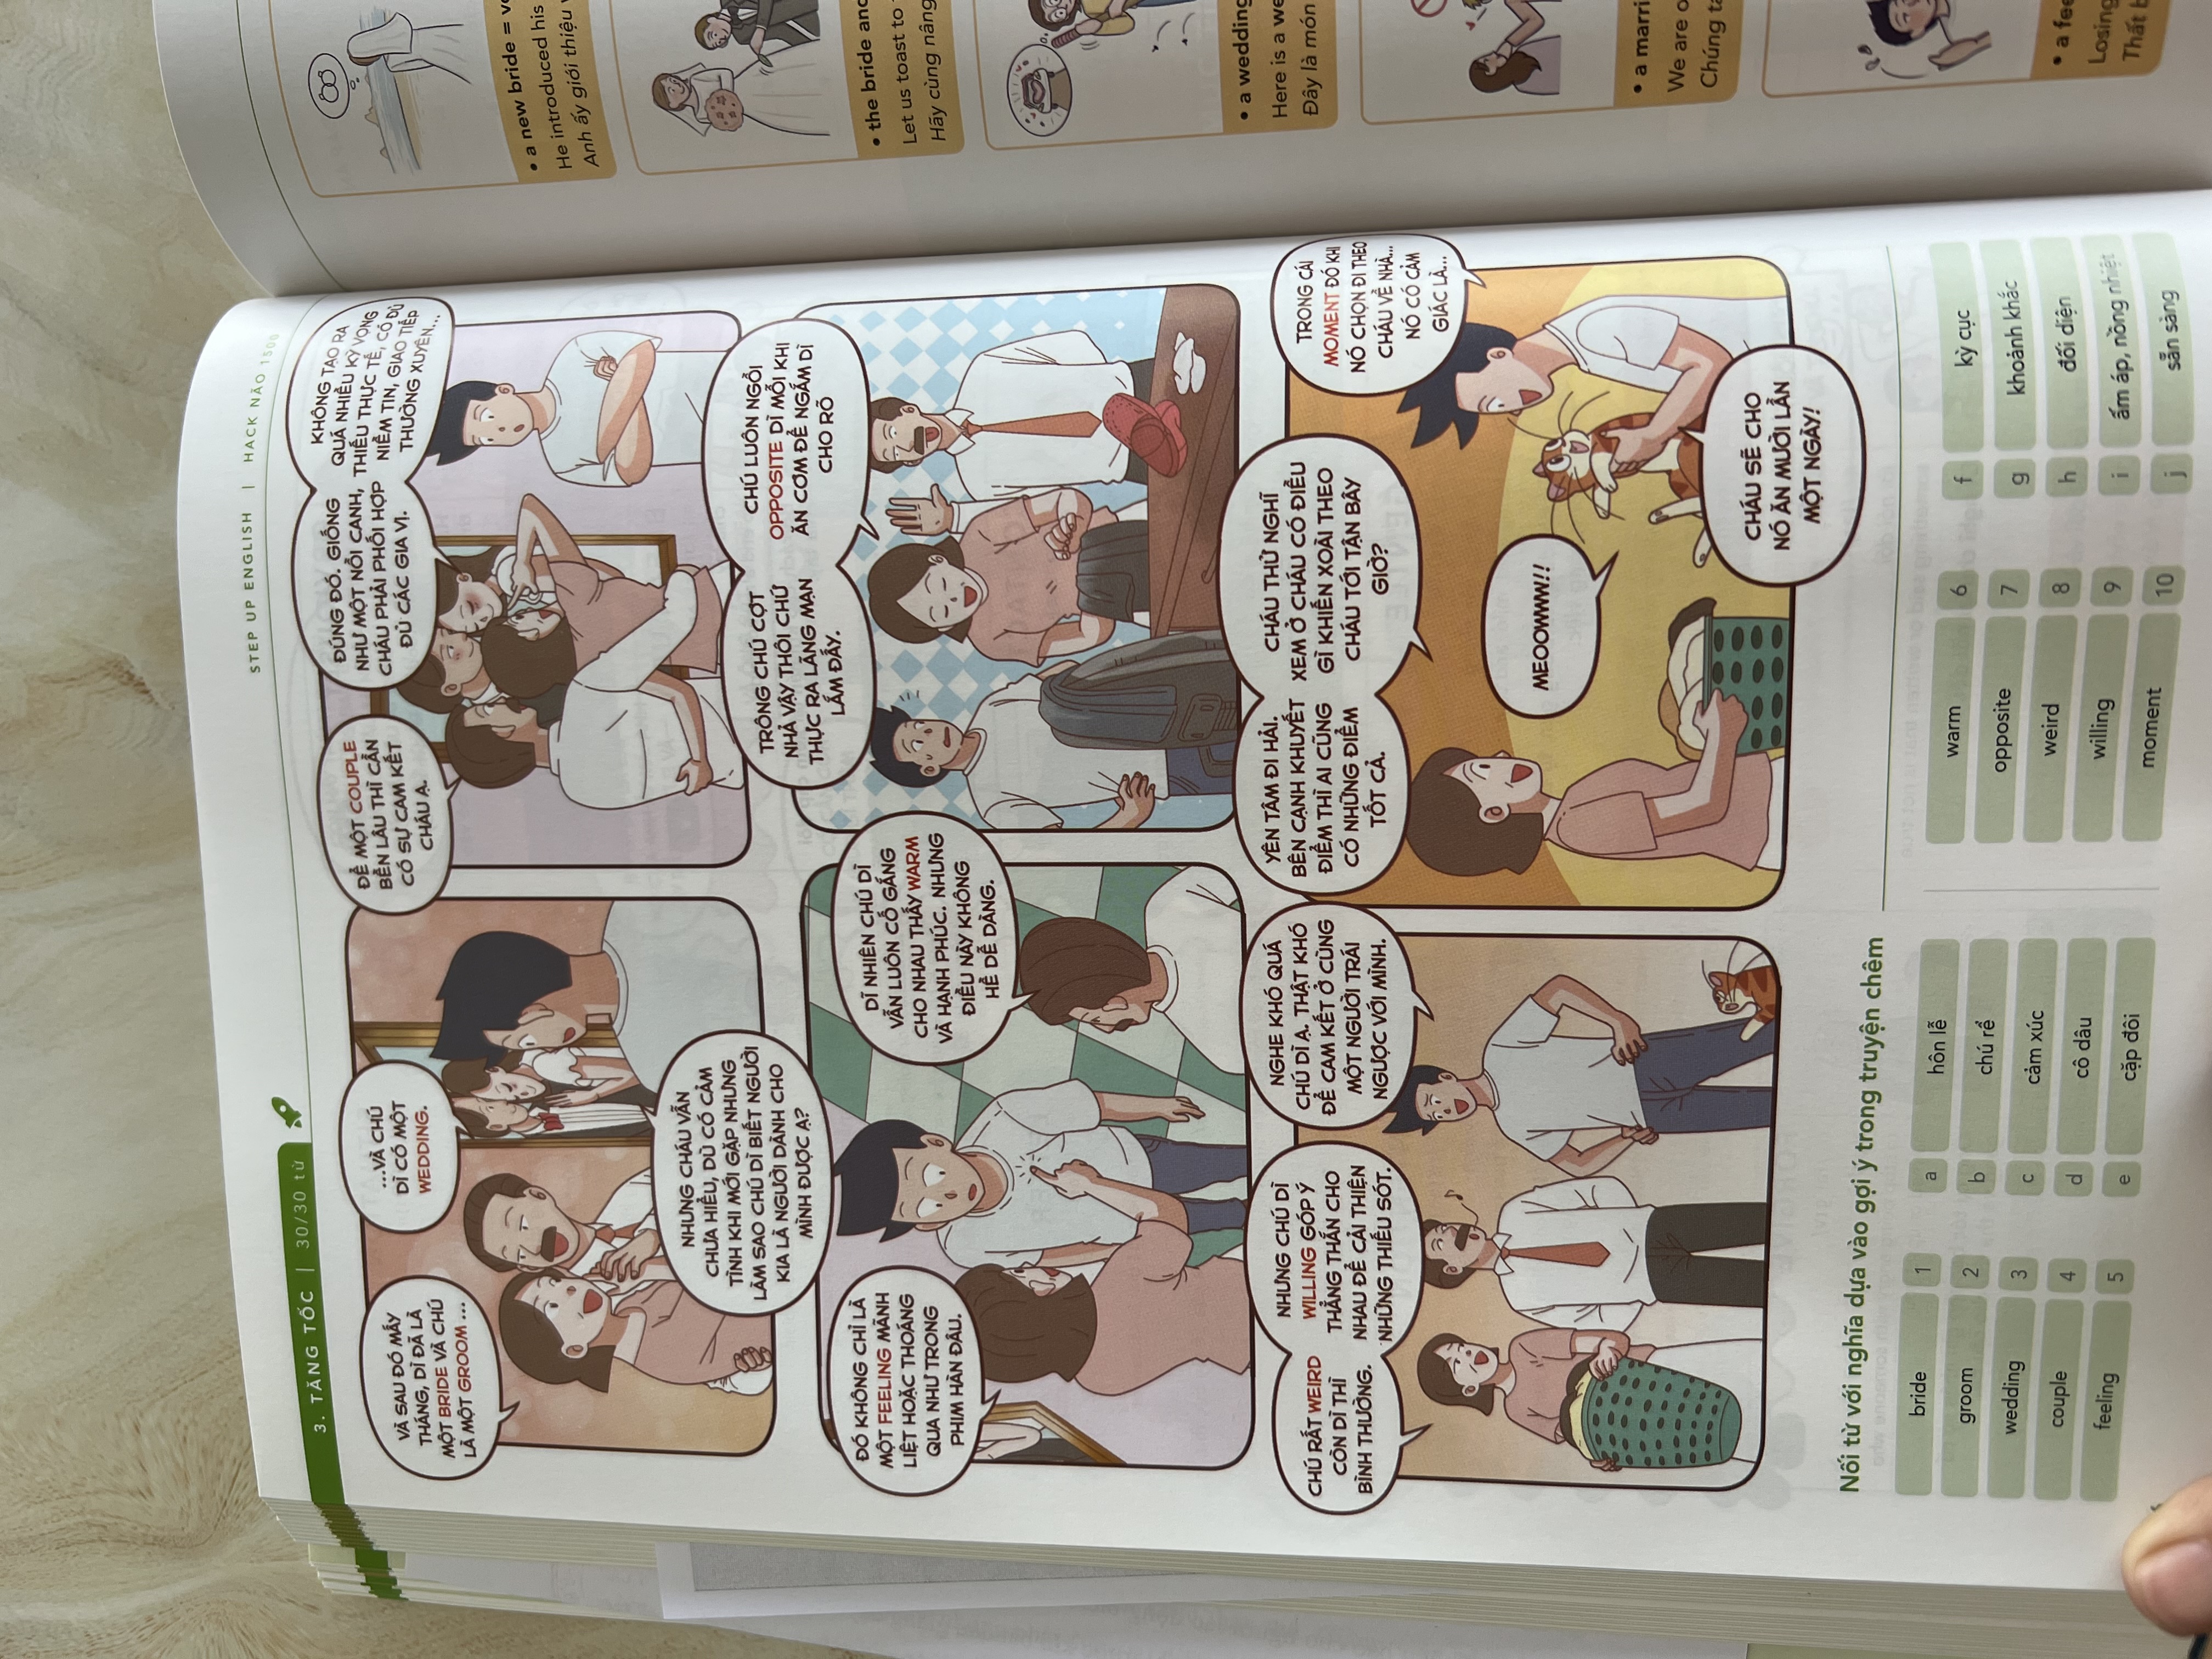 STEP UP ENGLISH | HACK NÃO 1500
3. TĂNG TỐC | 30/30 từ
VÀ SAU ĐÓ MẤY
THÁNG, DÌ ĐÃ LÀ
MỘT BRIDE VÀ CHÚ
LÀ MỘT GROOM ...
...VÀ CHÚ
DÌ CÓ MỘT
WEDDING.
NHƯNG CHÁU VẪN
CHƯA HIỂU, DÙ CÓ CẢM
TÌNH KHI MỚI GẶP NHƯNG
LÀM SAO CHÚ DÌ BIẾT NGƯỜI
KIA LÀ NGƯỜI DÀNH CHO
MÌNH ĐƯỢC Ạ?
ĐỂ MỘT COUPLE
BỀN LÂU THÌ CẦN
CÓ SỰ CAM KẾT
CHÁU Ạ.
ĐÚNG ĐÓ. GIỐNG
NHƯ MỘT NỒI CANH,
CHÁU PHẢI PHỐI HỢP
ĐỦ CÁC GIA VỊ.
KHÔNG TẠO RA
QUÁ NHIỀU KỲ VỌNG
THIẾU THỰC TẾ, CÓ ĐỦ
NIỀM TIN, GIAO TIẾP
THƯỜNG XUYÊN...
ĐÓ KHÔNG CHỈ LÀ
MỘT FEELING MÃNH
LIỆT HOẶC THOÁNG
QUA NHƯ TRONG
PHIM HÀN ĐÂU.
DĨ NHIÊN CHÚ DÌ
VẪN LUÔN CỐ GẮNG
CHO NHAU THẤY WARM
VÀ HẠNH PHÚC. NHƯNG
ĐIỀU NÀY KHÔNG
HỀ DỄ DÀNG.
TRÔNG CHÚ CỢT
NHẢ VẬY THÔI CHỨ
THỰC RA LÃNG MẠN
LẮM ĐẤY.
CHÚ LUÔN NGỒI
OPPOSITE DÌ MỖI KHI
ĂN CƠM ĐỂ NGẮM DÌ
CHO RÕ
CHÚ RẤT WEIRD
CÒN DÌ THÌ
BÌNH THƯỜNG.
NHƯNG CHÚ DÌ
WILLING GÓP Ý
THẲNG THẮN CHO
NHAU ĐỂ CẢI THIỆN
NHỮNG THIẾU SÓT.
NGHE KHÓ QUÁ
CHÚ DÌ Ạ. THẬT KHÓ
ĐỂ CAM KẾT Ở CÙNG
MỘT NGƯỜI TRÁI
NGƯỢC VỚI MÌNH.
YÊN TÂM ĐI HẢI.
BÊN CẠNH KHUYẾT
ĐIỂM THÌ AI CŨNG
CÓ NHỮNG ĐIỂM
TỐT CẢ.
CHÁU THỬ NGHĨ
XEM Ở CHÁU CÓ ĐIỀU
GÌ KHIẾN XOÀI THEO
CHÁU TỚI TẬN BÂY
GIỜ?
TRONG CÁI
MOMENT ĐÓ KHI
NÓ CHỌN ĐI THEO
CHÁU VỀ NHÀ...
NÓ CÓ CẢM
GIÁC LÀ...
MEOOWWW!!
CHÁU SẼ CHO
NÓ ĂN MƯỜI LẦN
MỘT NGÀY!
Nối từ với nghĩa dựa vào gợi ý trong truyện chêm
bride 1 a hôn lễ
groom 2 b chú rể
wedding 3 c cảm xúc
couple 4 d cô dâu
feeling 5 e cặp đôi
warm 6 f kỳ cục
opposite 7 g khoảnh khắc
weird 8 h đối diện
willing 9 i ấm áp, nồng nhiệt
moment 10 j sẵn sàng
• a new bride =
He introduced his
Anh ấy giới thiệu
• the bride and
Let us toast to
Hãy cùng nâng
• a wedding
Here is a
Đây là món
• a
We are
Chúng
• a
Losing
Thất